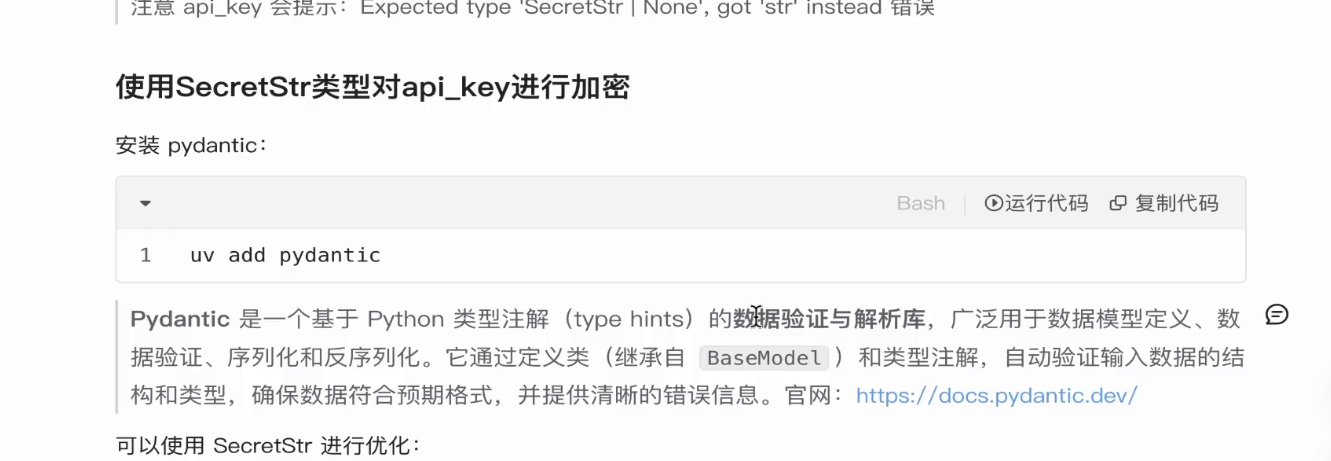 注意 api_key 会提示：Expected type 'SecretStr | None', got 'str' instead 错误
使用SecretStr类型对api_key进行加密
安装 pydantic：
Bash 运行代码 复制代码
1 uv add pydantic
Pydantic 是一个基于 Python 类型注解（type hints）的数据验证与解析库，广泛用于数据模型定义、数
据验证、序列化和反序列化。它通过定义类（继承自 BaseModel ）和类型注解，自动验证输入数据的结
构和类型，确保数据符合预期格式，并提供清晰的错误信息。官网：https://docs.pydantic.dev/
可以使用 SecretStr 进行优化：